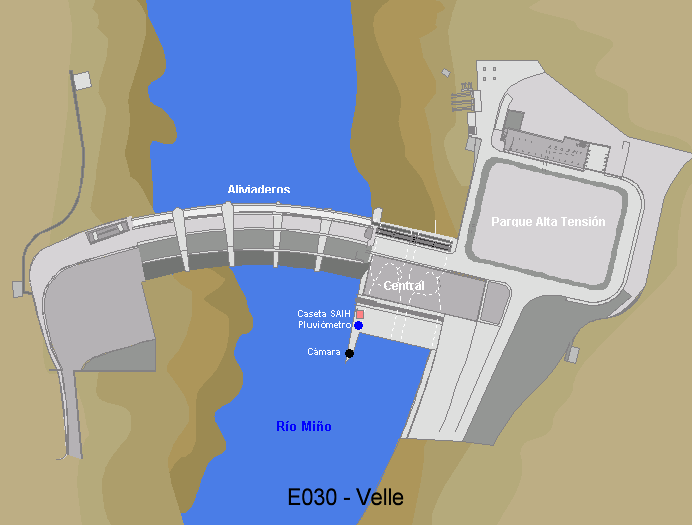 Aliviaderos
Parque Alta Tensión
Central
Caseta SAIH
Pluviómetro
Cámara
Río Miño
E030 - Velle